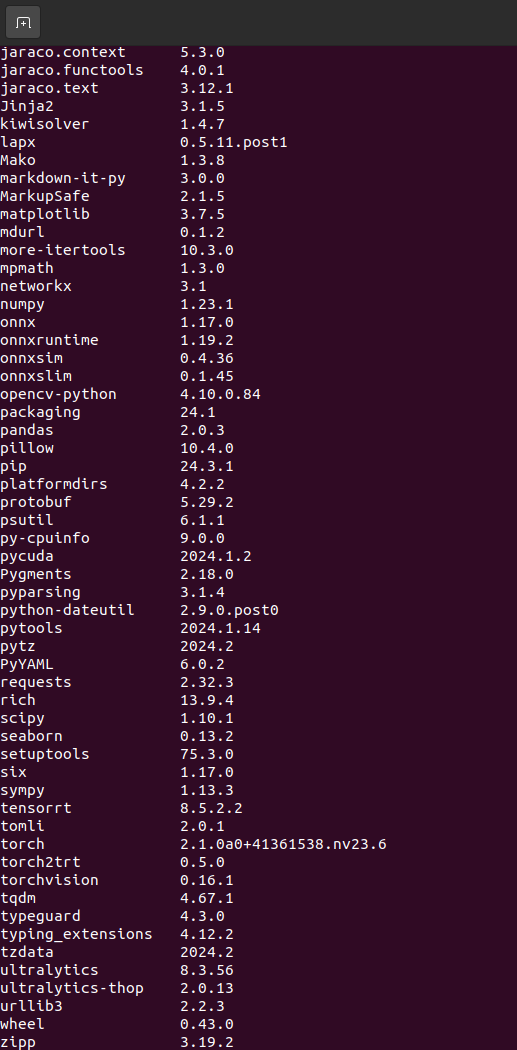 jaraco.context 5.3.0
jaraco.functools 4.0.1
jaraco.text 3.12.1
Jinja2 3.1.5
kiwisolver 1.4.7
lapx 0.5.11.post1
Mako 1.3.8
markdown-it-py 3.0.0
MarkupSafe 2.1.5
matplotlib 3.7.5
mdurl 0.1.2
more-itertools 10.3.0
mpmath 1.3.0
networkx 3.1
numpy 1.23.1
onnx 1.17.0
onnxruntime 1.19.2
onnxsim 0.4.36
onnxslim 0.1.45
opencv-python 4.10.0.84
packaging 24.1
pandas 2.0.3
pillow 10.4.0
pip 24.3.1
platformdirs 4.2.2
protobuf 5.29.2
psutil 6.1.1
py-cpuinfo 9.0.0
pycuda 2024.1.2
Pygments 2.18.0
pyparsing 3.1.4
python-dateutil 2.9.0.post0
pytools 2024.1.14
pytz 2024.2
PyYAML 6.0.2
requests 2.32.3
rich 13.9.4
scipy 1.10.1
seaborn 0.13.2
setuptools 75.3.0
six 1.17.0
sympy 1.13.3
tensorrt 8.5.2.2
tomli 2.0.1
torch 2.1.0a0+41361538.nv23.6
torch2trt 0.5.0
torchvision 0.16.1
tqdm 4.67.1
typeguard 4.3.0
typing_extensions 4.12.2
tzdata 2024.2
ultralytics 8.3.56
ultralytics-thop 2.0.13
urllib3 2.2.3
wheel 0.43.0
zipp 3.19.2